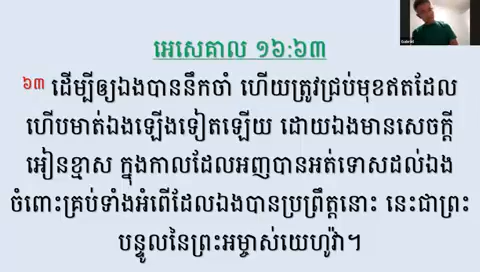 អេសេគាល ១៦:៦៣
៦៣ ដើម្បីឲ្យឯងបាននឹកចាំ ហើយត្រូវជ្រប់មុខឥតដែល
ហើបមាត់ឯងឡើងទៀតឡើយ ដោយឯងមានសេចក្ដី
អៀនខ្មាស ក្នុងកាលដែលអញបានអត់ទោសដល់ឯង
ចំពោះគ្រប់ទាំងអំពើដែលឯងបានប្រព្រឹត្តនោះ នេះជាព្រះ
បន្ទូលនៃព្រះអម្ចាស់យេហូវ៉ា។
Gabriel